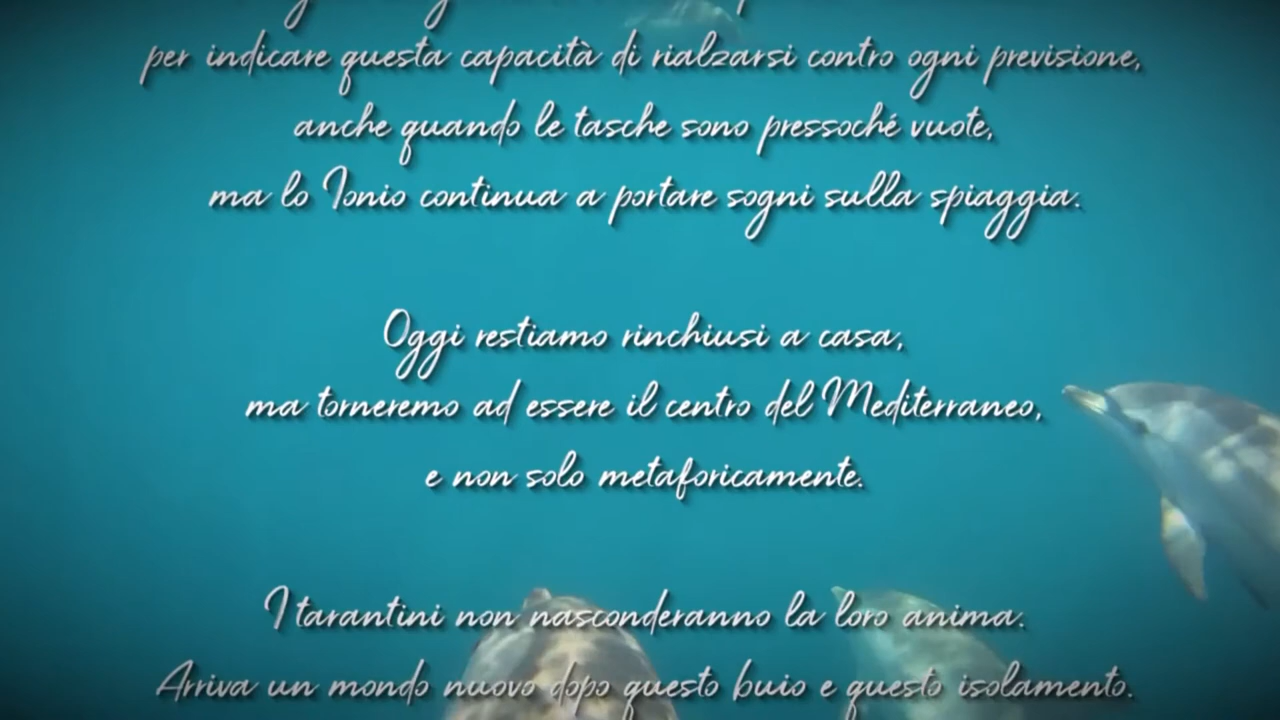 per indicare questa capacità di rialzarsi contro ogni previsione,
anche quando le tasche sono pressoché vuote,
ma lo Ionio continua a portare sogni sulla spiaggia.
Oggi restiamo rinchiusi a casa,
ma torneremo ad essere il centro del Mediterraneo,
e non solo metaforicamente.
I tarantini non nasconderanno la loro anima.
Arriva un mondo nuovo dopo questo buio e questo isolamento.